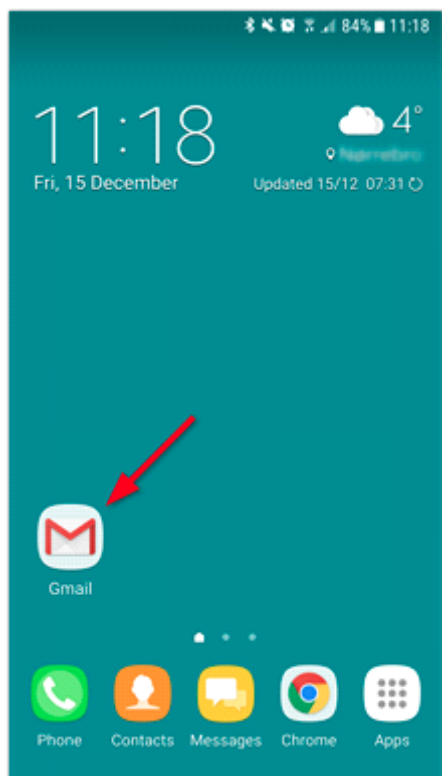 84% 11:18
11:18
4°
Fri, 15 December
Updated 15/12 07:31
Gmail
Phone Contacts Messages Chrome Apps